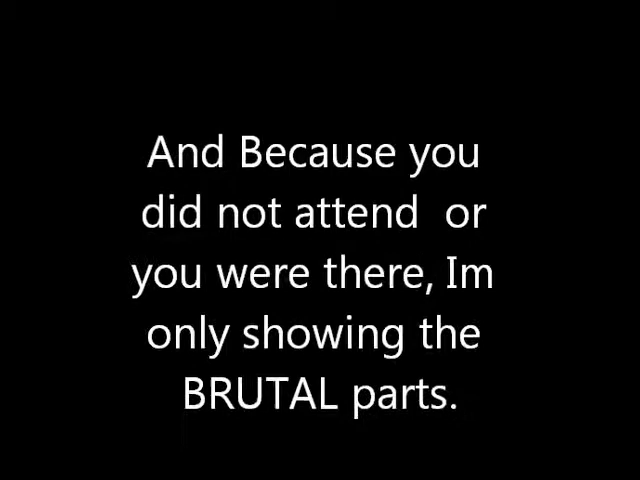 And Because you
did not attend  or
you were there, Im
only showing the
BRUTAL parts.